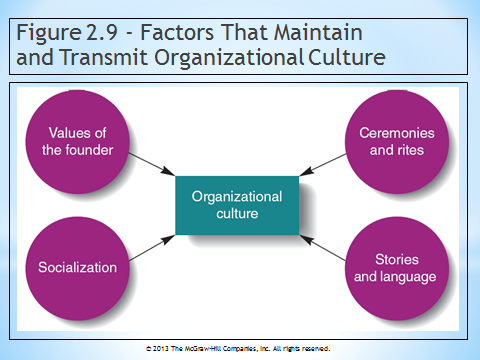 Figure 2.9 - Factors That Maintain
and Transmit Organizational Culture
Values of
the founder
Ceremonies
and rites
Organizational
culture
Socialization
Stories
and language
© 2013 The McGraw-Hill Companies, Inc. All rights reserved.